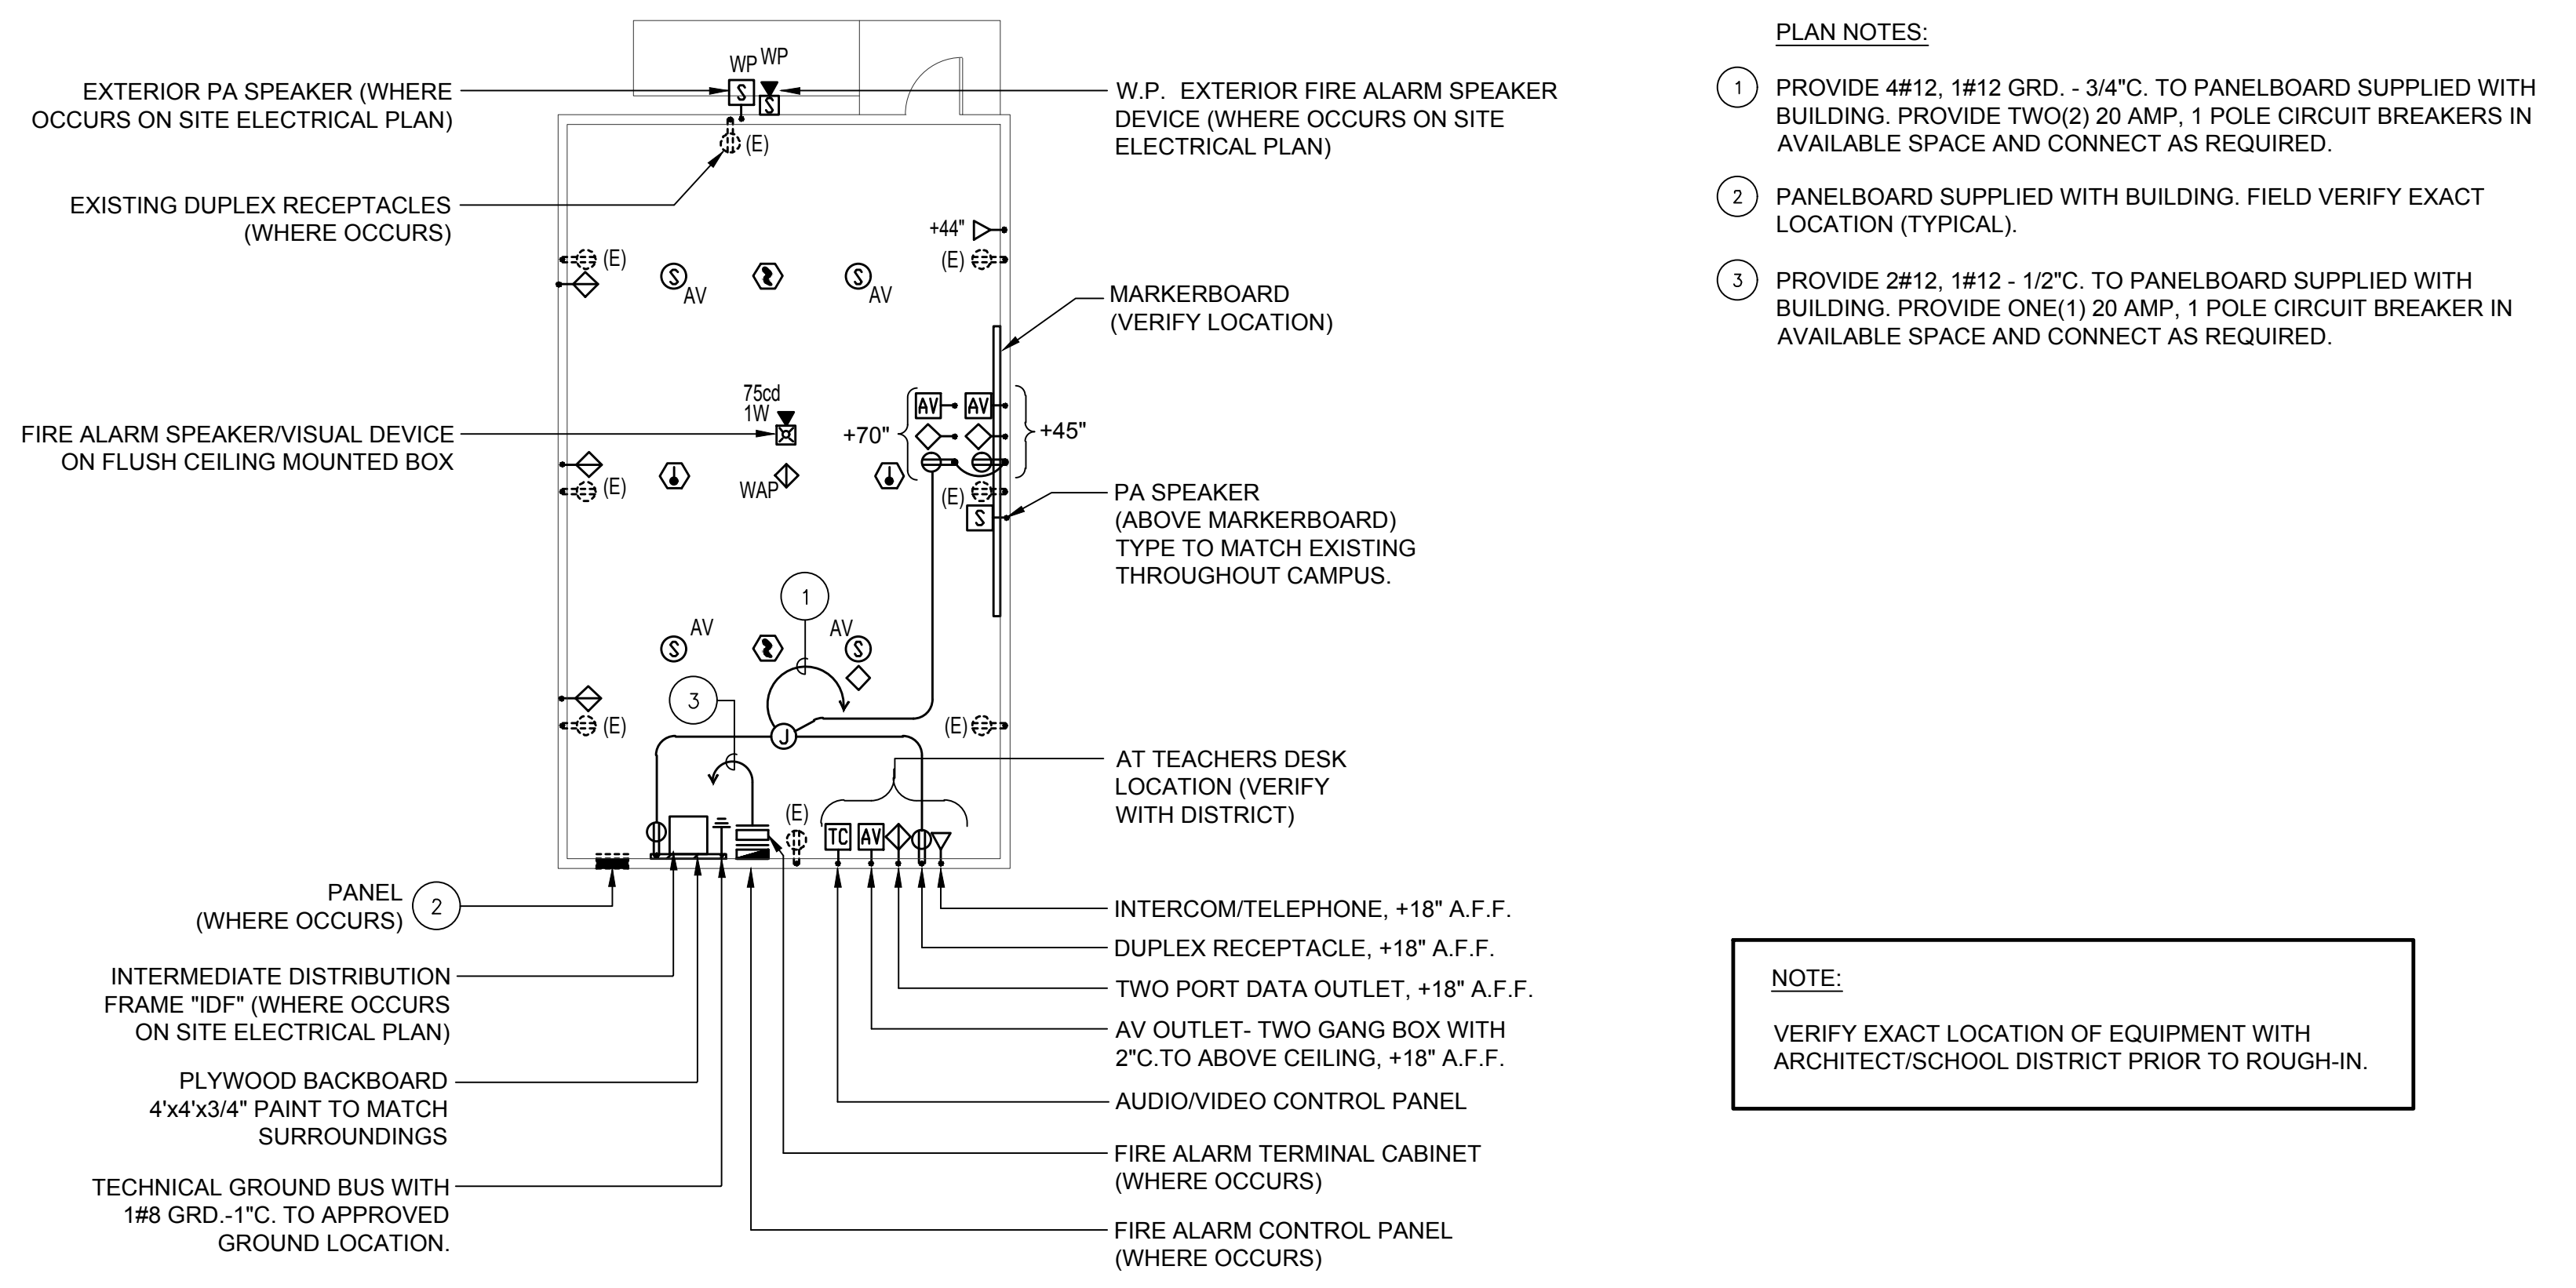 WP WP
EXTERIOR PA SPEAKER (WHERE
OCCURS ON SITE ELECTRICAL PLAN)
S
S
W.P. EXTERIOR FIRE ALARM SPEAKER
DEVICE (WHERE OCCURS ON SITE
ELECTRICAL PLAN)
(E)
EXISTING DUPLEX RECEPTACLES
(WHERE OCCURS)
+44"
(E)
(E)
S AV
S AV
MARKERBOARD
(VERIFY LOCATION)
75cd
1W
FIRE ALARM SPEAKER/VISUAL DEVICE
ON FLUSH CEILING MOUNTED BOX
AV AV
+70"
+45"
(E)
WAP
(E)
S
PA SPEAKER
(ABOVE MARKERBOARD)
TYPE TO MATCH EXISTING
THROUGHOUT CAMPUS.
1
S AV
AV S
3
(E)
(E)
J
AT TEACHERS DESK
LOCATION (VERIFY
WITH DISTRICT)
(E)
TC AV
PANEL
(WHERE OCCURS)
2
INTERMEDIATE DISTRIBUTION
FRAME "IDF" (WHERE OCCURS
ON SITE ELECTRICAL PLAN)
PLYWOOD BACKBOARD
4'x4'x3/4" PAINT TO MATCH
SURROUNDINGS
TECHNICAL GROUND BUS WITH
1#8 GRD.-1"C. TO APPROVED
GROUND LOCATION.
INTERCOM/TELEPHONE, +18" A.F.F.
DUPLEX RECEPTACLE, +18" A.F.F.
TWO PORT DATA OUTLET, +18" A.F.F.
AV OUTLET- TWO GANG BOX WITH
2"C.TO ABOVE CEILING, +18" A.F.F.
AUDIO/VIDEO CONTROL PANEL
FIRE ALARM TERMINAL CABINET
(WHERE OCCURS)
FIRE ALARM CONTROL PANEL
(WHERE OCCURS)
PLAN NOTES:
1 PROVIDE 4#12, 1#12 GRD. - 3/4"C. TO PANELBOARD SUPPLIED WITH
BUILDING. PROVIDE TWO(2) 20 AMP, 1 POLE CIRCUIT BREAKERS IN
AVAILABLE SPACE AND CONNECT AS REQUIRED.
2 PANELBOARD SUPPLIED WITH BUILDING. FIELD VERIFY EXACT
LOCATION (TYPICAL).
3 PROVIDE 2#12, 1#12 - 1/2"C. TO PANELBOARD SUPPLIED WITH
BUILDING. PROVIDE ONE(1) 20 AMP, 1 POLE CIRCUIT BREAKER IN
AVAILABLE SPACE AND CONNECT AS REQUIRED.
NOTE:
VERIFY EXACT LOCATION OF EQUIPMENT WITH
ARCHITECT/SCHOOL DISTRICT PRIOR TO ROUGH-IN.